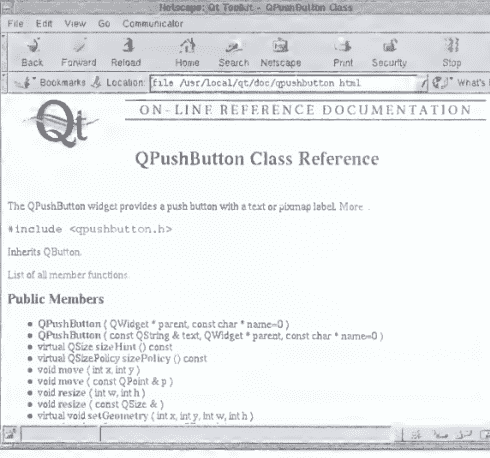 Netscape: Qt Toolkit - QPushButton Class
File Edit View Go Communicator
Back Forward Reload Home Search Netscape Print Security Stop
Bookmarks Location: file /usr/local/qt/doc/qpushbutton html What's
Qt
ON-LINE REFERENCE DOCUMENTATION
QPushButton Class Reference
The QPushButton widget provides a push button with a text or pixmap label. More...
#include <qpushbutton.h>
Inherits QButton.
List of all member functions.
Public Members
• QPushButton ( QWidget * parent, const char * name=0 )
• QPushButton ( const QString & text, QWidget * parent, const char * name=0 )
• virtual QSize sizeHint () const
• virtual QSizePolicy sizePolicy () const
• void move ( int x, int y )
• void move ( const QPoint & p )
• void resize ( int w, int h )
• void resize ( const QSize & )
• virtual void setGeometry ( int x, int y, int w, int h )